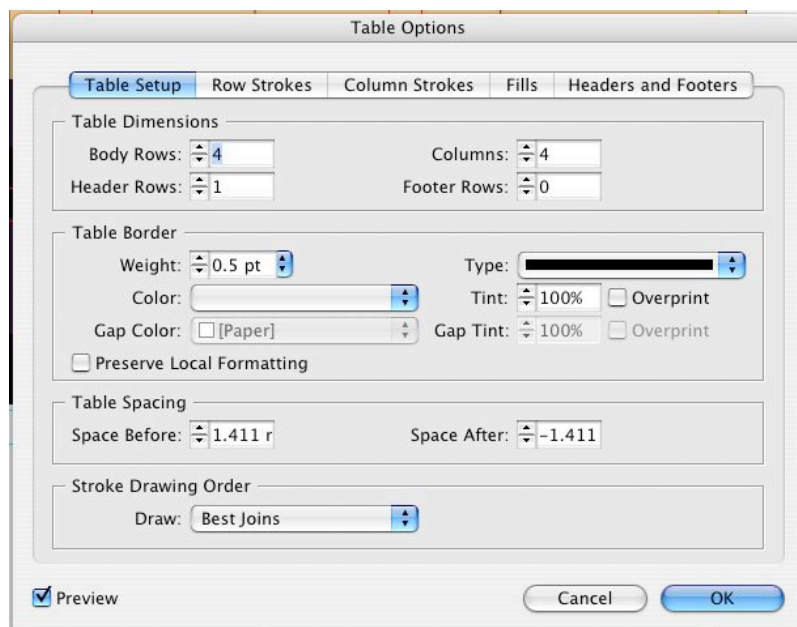 Table Options
Table Setup Row Strokes Column Strokes Fills Headers and Footers
Table Dimensions
Body Rows: 4 Columns: 4
Header Rows: 1 Footer Rows: 0
Table Border
Weight: 0.5 pt Type:
Color: Tint: 100% Overprint
Gap Color: [Paper] Gap Tint: 100% Overprint
Preserve Local Formatting
Table Spacing
Space Before: 1.411 r Space After: -1.411
Stroke Drawing Order
Draw: Best Joins
Preview Cancel OK